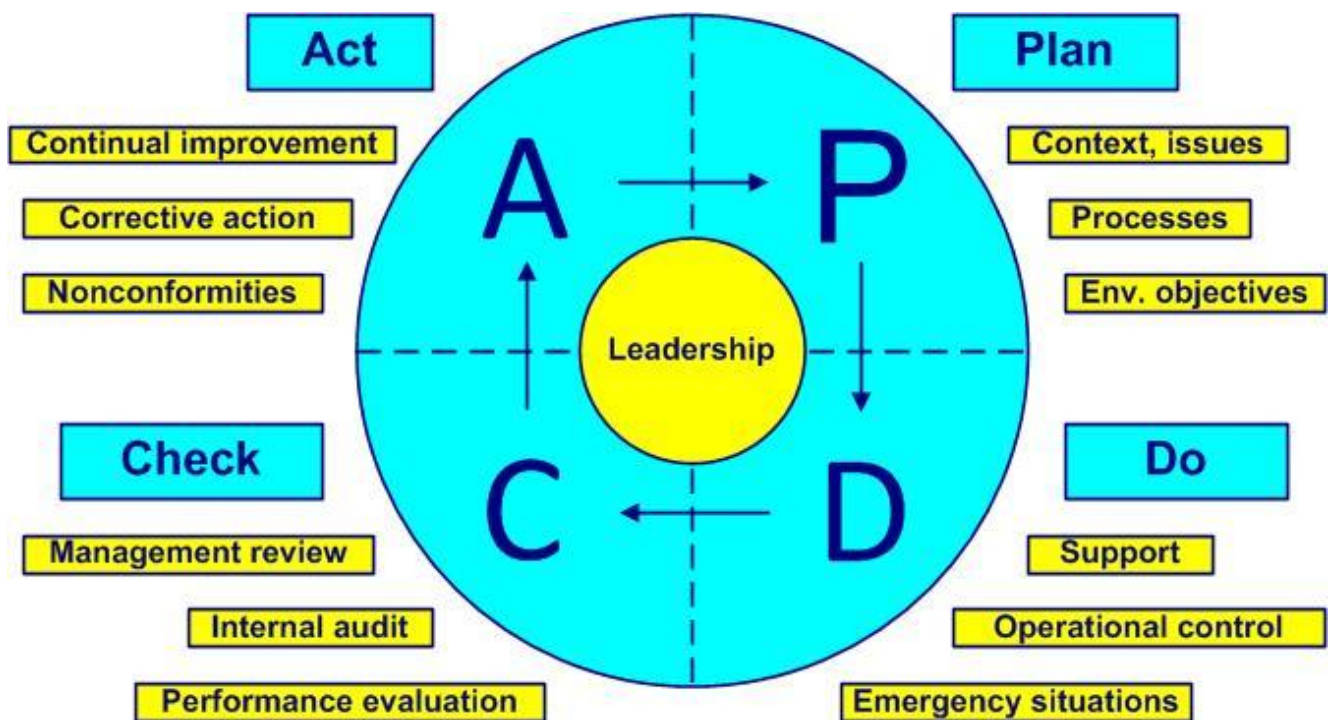 Act
Plan
Continual improvement
Context, issues
Corrective action
Processes
Nonconformities
Env. objectives
A
P
Leadership
Check
Do
C
D
Management review
Support
Internal audit
Operational control
Performance evaluation
Emergency situations